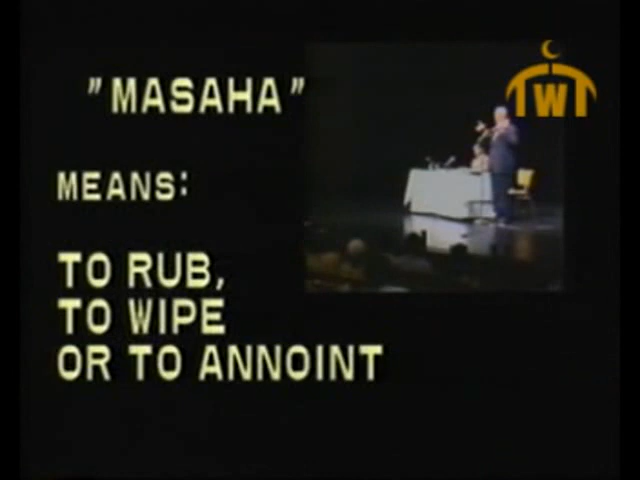 "MASAHA"
MEANS:
TO RUB,
TO WIPE
OR TO ANNOINT
TWT